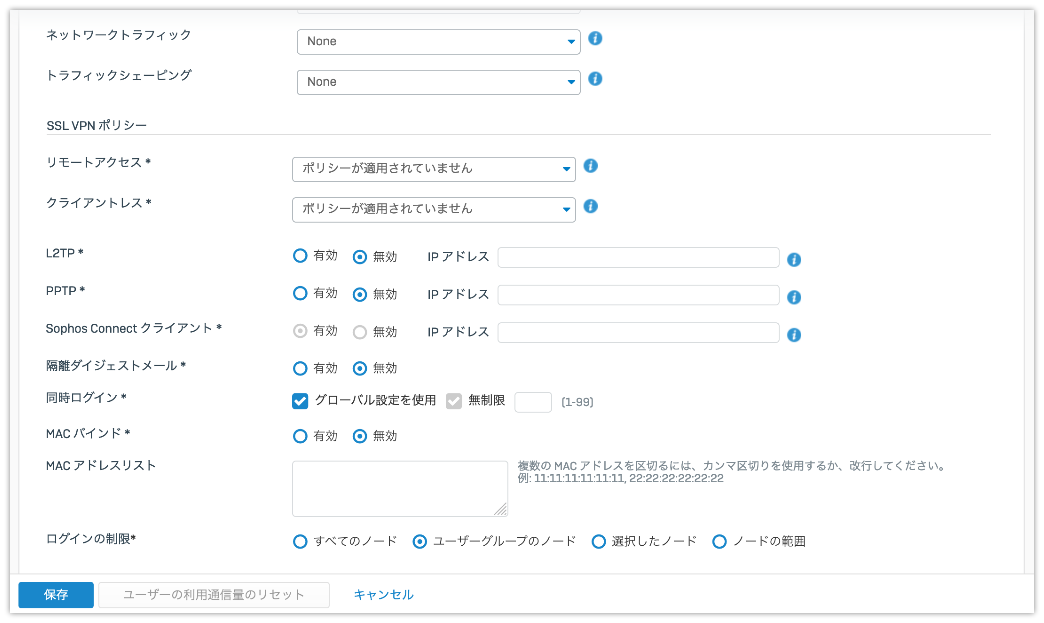 ネットワークトラフィック None
トラフィックシェーピング None
SSL VPN ポリシー
リモートアクセス * ポリシーが適用されていません
クライアントレス * ポリシーが適用されていません
L2TP * 有効 無効 IP アドレス
PPTP * 有効 無効 IP アドレス
Sophos Connect クライアント * 有効 無効 IP アドレス
隔離ダイジェストメール * 有効 無効
同時ログイン * グローバル設定を使用 無制限 (1-99)
MAC バインド * 有効 無効
MAC アドレスリスト 複数の MAC アドレスを区切るには、カンマ区切りを使用するか、改行してください。
例: 11:11:11:11:11:11, 22:22:22:22:22:22
ログインの制限* すべてのノード ユーザーグループのノード 選択したノード ノードの範囲
保存 ユーザーの利用通信量のリセット キャンセル